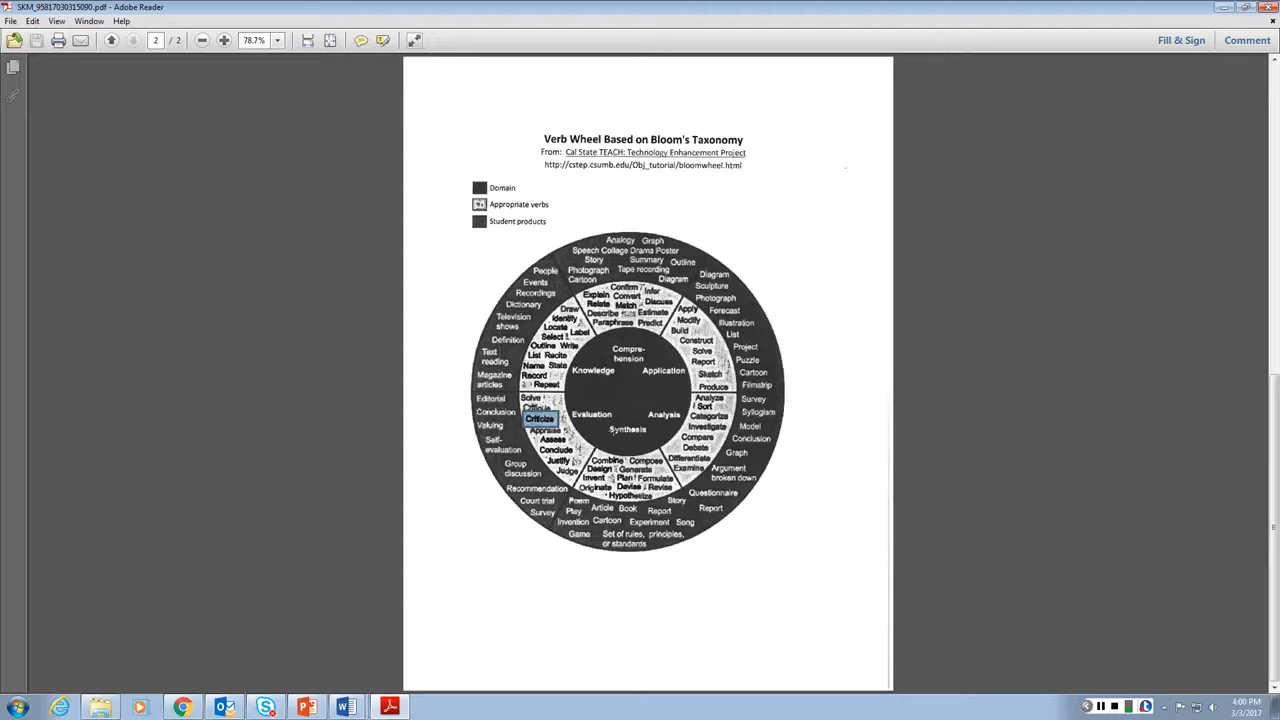 SKM_95817030315090.pdf - Adobe Reader
File Edit View Window Help
2 / 2 78.7% Fill & Sign Comment
Verb Wheel Based on Bloom's Taxonomy
From: Cal State TEACH: Technology Enhancement Project
http://cstep.csumb.edu/Obj_tutorial/bloomwheel.html
Domain
Appropriate verbs
Student products
Analogy Graph
Speech Collage Drama Poster
Story Summary Outline
Photograph Tape recording
Cartoon Diagram
People
Events
Recordings
Dictionary
Television
shows
Definition
Text
reading
Magazine
articles
Diagram
Sculpture
Photograph
Forecast
Illustration
List
Project
Puzzle
Cartoon
Filmstrip
Confirm Infer
Explain Convert
Relate Match Discuss
Describe Estimate
Paraphrase Predict
Draw
Identify
Locate
Select Label
Outline Write
List Recite
Name State
Record
Repeat
Apply
Modify
Build
Construct
Solve
Report
Sketch
Produce
Compre-
hension
Knowledge Application
Evaluation Analysis
Synthesis
Solve
Critique
Criticize
Appraise
Assess
Conclude
Justify
Judge
Analyze
Sort
Categorize
Investigate
Compare
Debate
Differentiate
Examine
Combine Compose
Design Generate
Invent Plan Formulate
Originate Devise Revise
Hypothesize
Editorial
Conclusion
Valuing
Self-
evaluation
Group
discussion
Recommendation
Court trial
Survey
Survey
Syllogism
Model
Conclusion
Graph
Argument
broken down
Questionnaire
Report
Poem Story
Play Article Book Report
Invention Cartoon Experiment Song
Game Set of rules, principles,
or standards
4:00 PM
3/3/2017